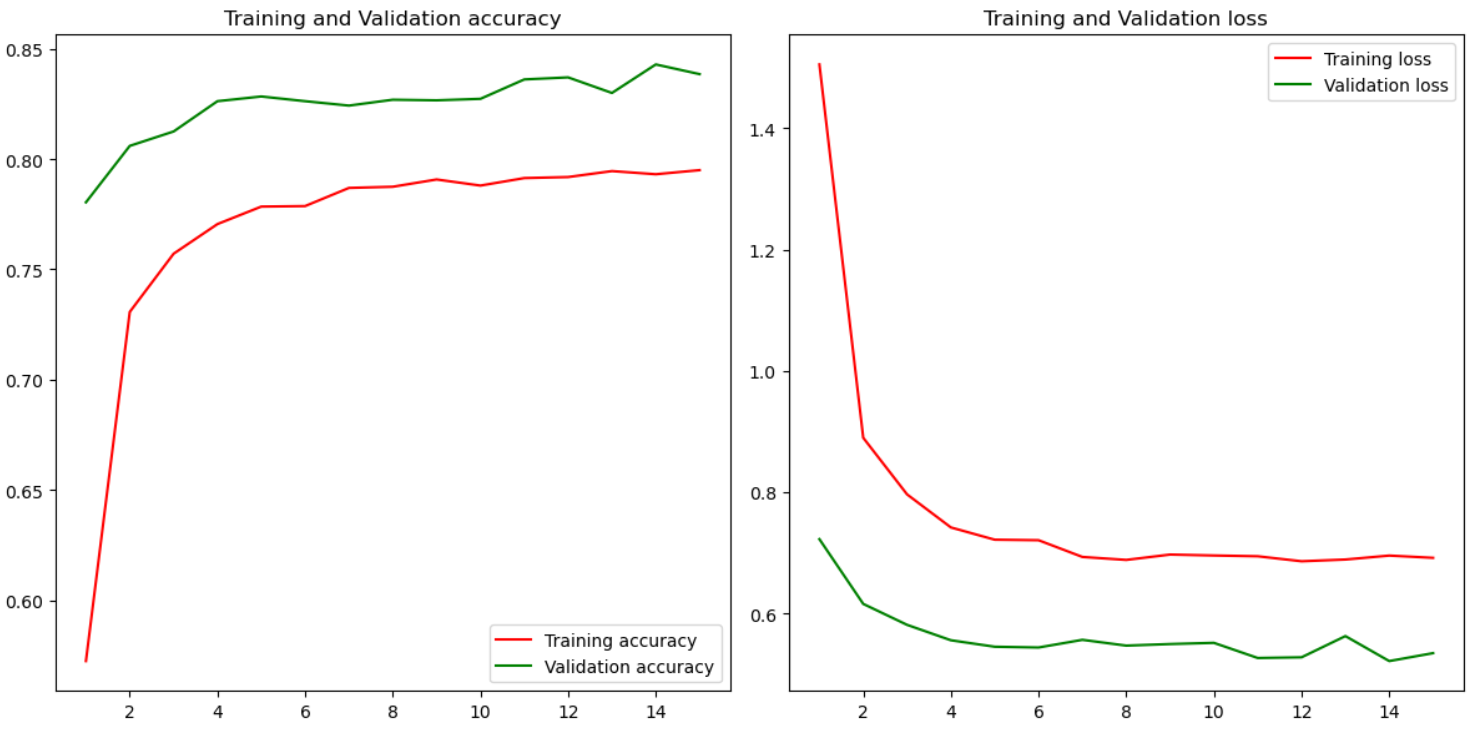 Training and Validation accuracy
0.85
0.80
0.75
0.70
0.65
0.60
Training accuracy
Validation accuracy
2 4 6 8 10 12 14
Training and Validation loss
Training loss
Validation loss
1.4
1.2
1.0
0.8
0.6
2 4 6 8 10 12 14